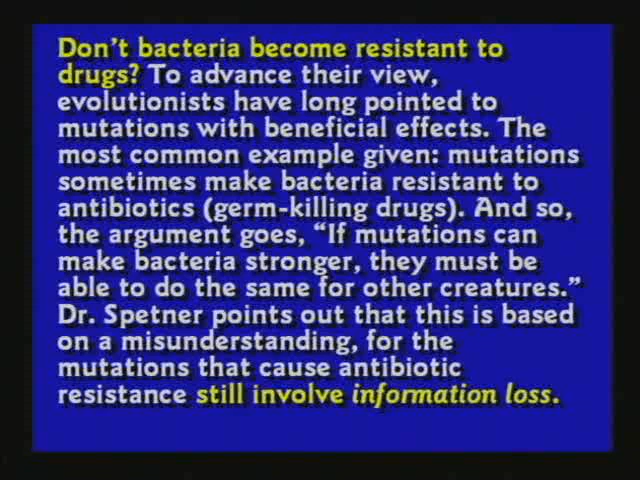 Don't bacteria become resistant to
drugs? To advance their view,
evolutionists have long pointed to
mutations with beneficial effects. The
most common example given: mutations
sometimes make bacteria resistant to
antibiotics (germ-killing drugs). And so,
the argument goes, “If mutations can
make bacteria stronger, they must be
able to do the same for other creatures.”
Dr. Spetner points out that this is based
on a misunderstanding, for the
mutations that cause antibiotic
resistance still involve information loss.